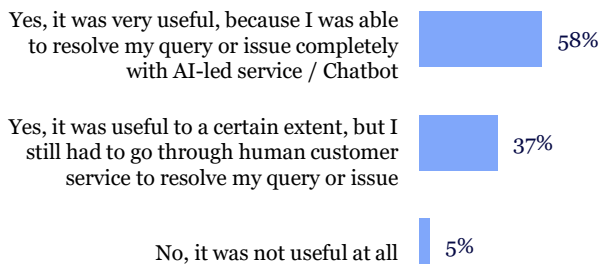 Yes, it was very useful, because I was able
to resolve my query or issue completely
with AI-led service / Chatbot
58%
Yes, it was useful to a certain extent, but I
still had to go through human customer
service to resolve my query or issue
37%
No, it was not useful at all
5%